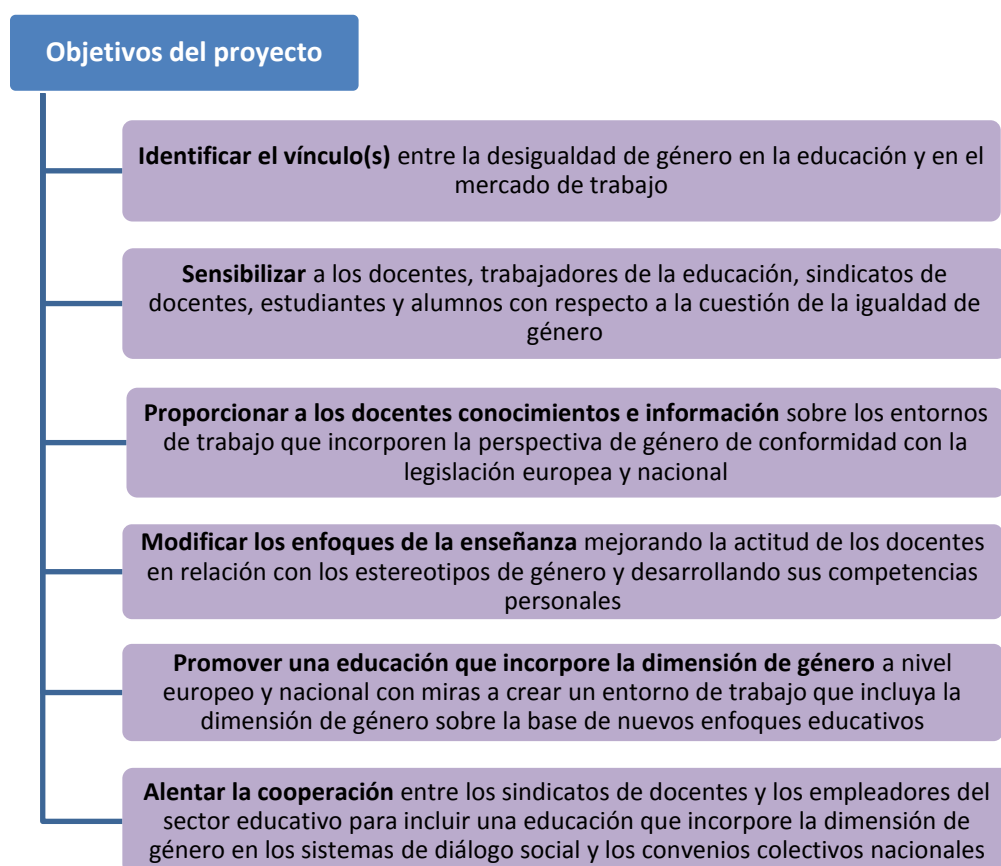 Objetivos del proyecto
Identificar el vínculo(s) entre la desigualdad de género en la educación y en el
mercado de trabajo
Sensibilizar a los docentes, trabajadores de la educación, sindicatos de
docentes, estudiantes y alumnos con respecto a la cuestión de la igualdad de
género
Proporcionar a los docentes conocimientos e información sobre los entornos
de trabajo que incorporen la perspectiva de género de conformidad con la
legislación europea y nacional
Modificar los enfoques de la enseñanza mejorando la actitud de los docentes
en relación con los estereotipos de género y desarrollando sus competencias
personales
Promover una educación que incorpore la dimensión de género a nivel
europeo y nacional con miras a crear un entorno de trabajo que incluya la
dimensión de género sobre la base de nuevos enfoques educativos
Alentar la cooperación entre los sindicatos de docentes y los empleadores del
sector educativo para incluir una educación que incorpore la dimensión de
género en los sistemas de diálogo social y los convenios colectivos nacionales